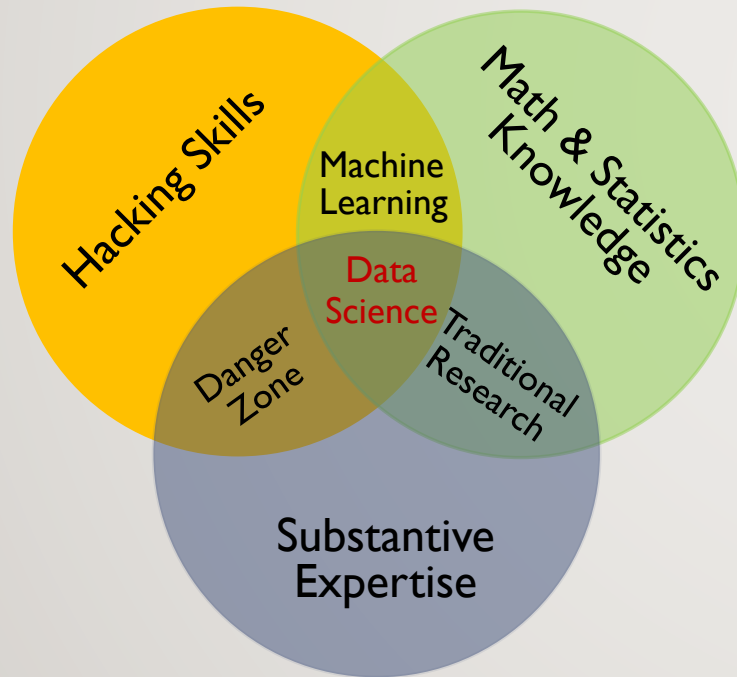 Hacking Skills
Math & Statistics
Knowledge
Machine
Learning
Data
Science
Danger
Zone
Traditional
Research
Substantive
Expertise